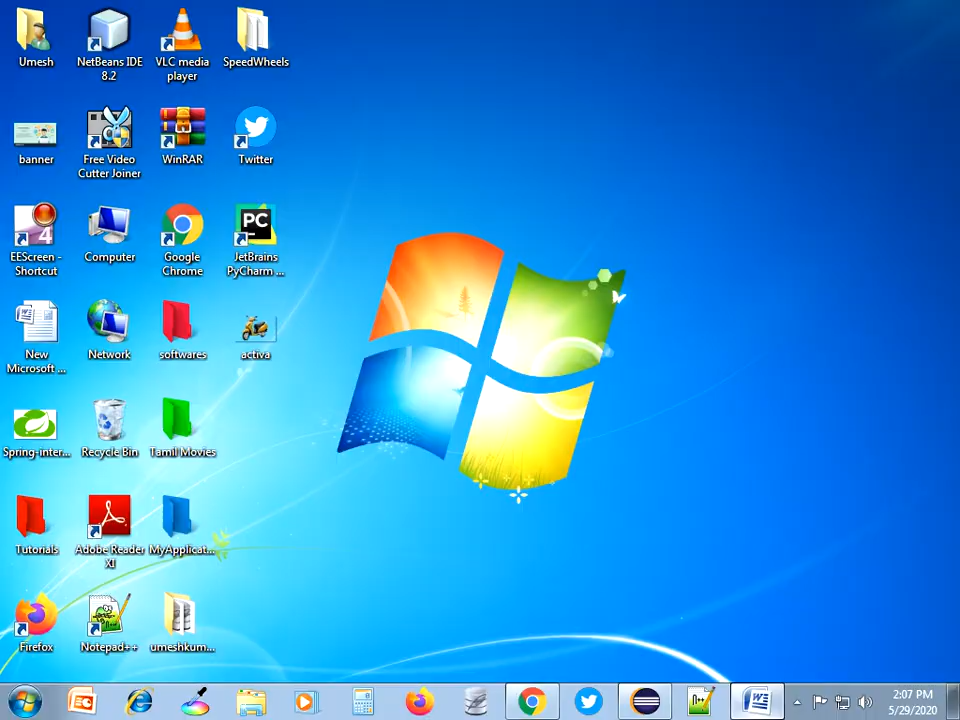 Umesh
NetBeans IDE
8.2
VLC media
player
SpeedWheels
banner
Free Video
Cutter Joiner
WinRAR
Twitter
4
EEScreen -
Shortcut
Computer
Google
Chrome
PC
JetBrains
PyCharm ...
New
Microsoft ...
Network
softwares
activa
Spring-inter...
Recycle Bin
Tamil Movies
Tutorials
Adobe Reader
XI
MyApplicat...
Firefox
Notepad++
umeshkum...
2:07 PM
5/29/2020